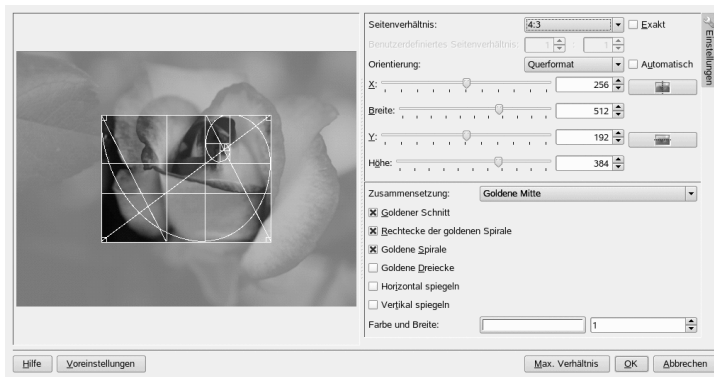 Seitenverhältnis: 4:3 Exakt
Benutzerdefiniertes Seitenverhältnis: 1 : 1
Orientierung: Querformat Automatisch
X: 256
Breite: 512
Y: 192
Höhe: 384
Einstellungen
Zusammensetzung: Goldene Mitte
Goldener Schnitt
Rechtecke der goldenen Spirale
Goldene Spirale
Goldene Dreiecke
Horizontal spiegeln
Vertikal spiegeln
Farbe und Breite: 1
Hilfe Voreinstellungen Max. Verhältnis OK Abbrechen